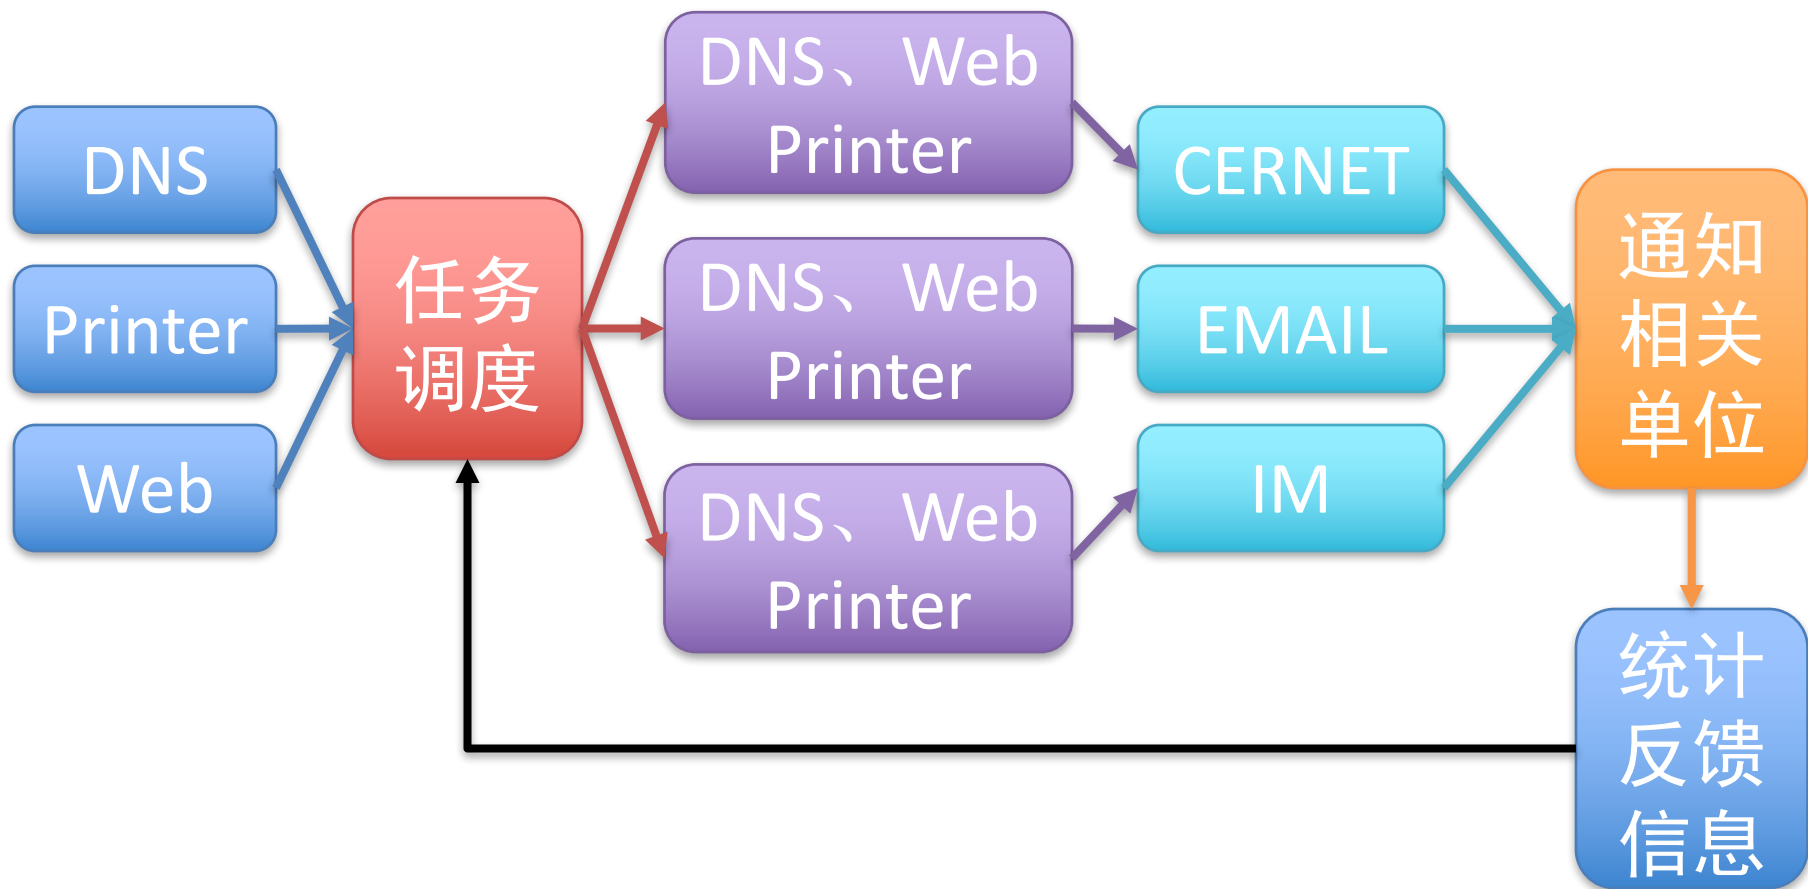 DNS
Printer
Web
任务
调度
DNS、Web
Printer
DNS、Web
Printer
DNS、Web
Printer
CERNET
EMAIL
IM
通知
相关
单位
统计
反馈
信息